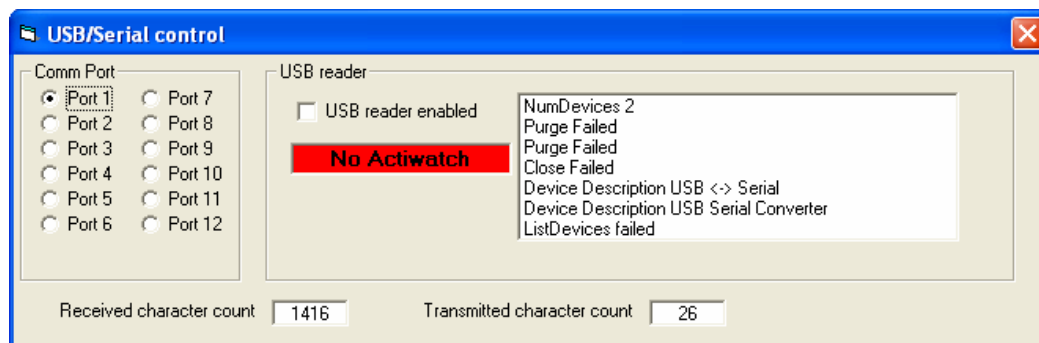 USB/Serial control
Comm Port
Port 1 Port 7
Port 2 Port 8
Port 3 Port 9
Port 4 Port 10
Port 5 Port 11
Port 6 Port 12
USB reader
USB reader enabled
No Actiwatch
NumDevices 2
Purge Failed
Purge Failed
Close Failed
Device Description USB <-> Serial
Device Description USB Serial Converter
ListDevices failed
Received character count 1416 Transmitted character count 26